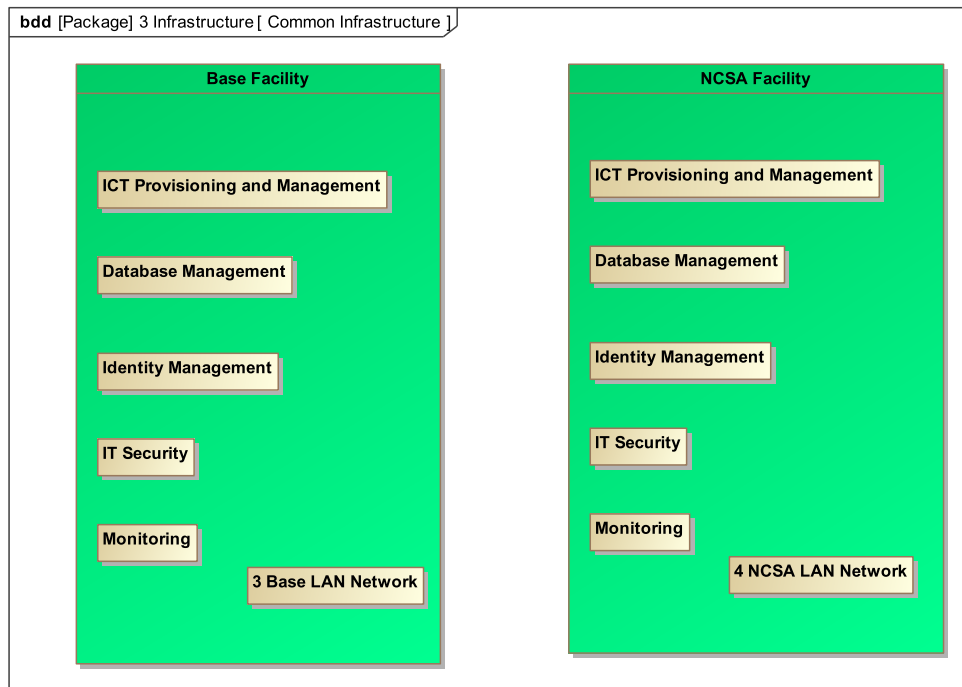 bdd [Package] 3 Infrastructure [ Common Infrastructure ]
Base Facility
ICT Provisioning and Management
Database Management
Identity Management
IT Security
Monitoring
3 Base LAN Network
NCSA Facility
ICT Provisioning and Management
Database Management
Identity Management
IT Security
Monitoring
4 NCSA LAN Network